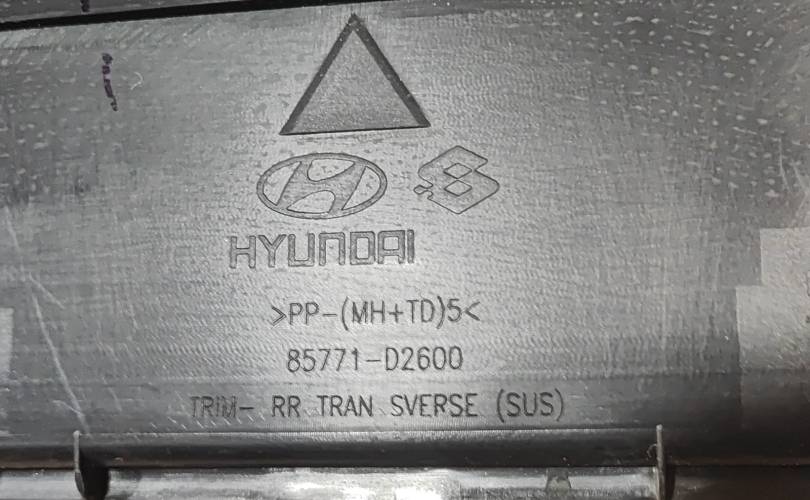 HYUNDAI
>PP-(MH+TD)5<
85771-D2600
TRIM- RR TRAN SVERSE (SUS)